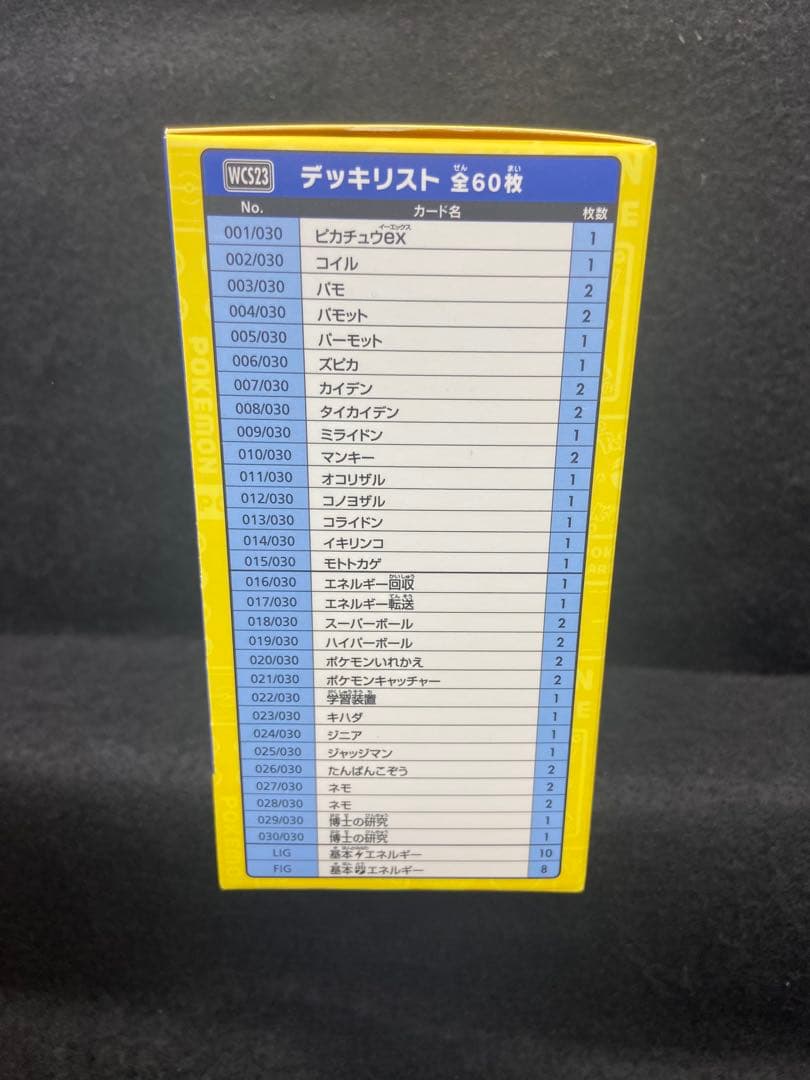 WCS23 デッキリスト 全60枚
No. カード名 枚数
001/030 ピカチュウex 1
002/030 コイル 1
003/030 パモ 2
004/030 パモット 2
005/030 パーモット 1
006/030 ズピカ 1
007/030 カイデン 2
008/030 タイカイデン 2
009/030 ミライドン 1
010/030 マンキー 2
011/030 オコリザル 1
012/030 コノヨザル 1
013/030 コライドン 1
014/030 イキリンコ 1
015/030 モトトカゲ 1
016/030 エネルギー回収 1
017/030 エネルギー転送 1
018/030 スーパーボール 2
019/030 ハイパーボール 2
020/030 ポケモンいれかえ 2
021/030 ポケモンキャッチャー 2
022/030 学習装置 1
023/030 キハダ 1
024/030 ジニア 1
025/030 ジャッジマン 1
026/030 たんぱんこぞう 2
027/030 ネモ 2
028/030 ネモ 2
029/030 博士の研究 1
030/030 博士の研究 1
LIG 基本エネルギー 10
FIG 基本エネルギー 8
POKEMON